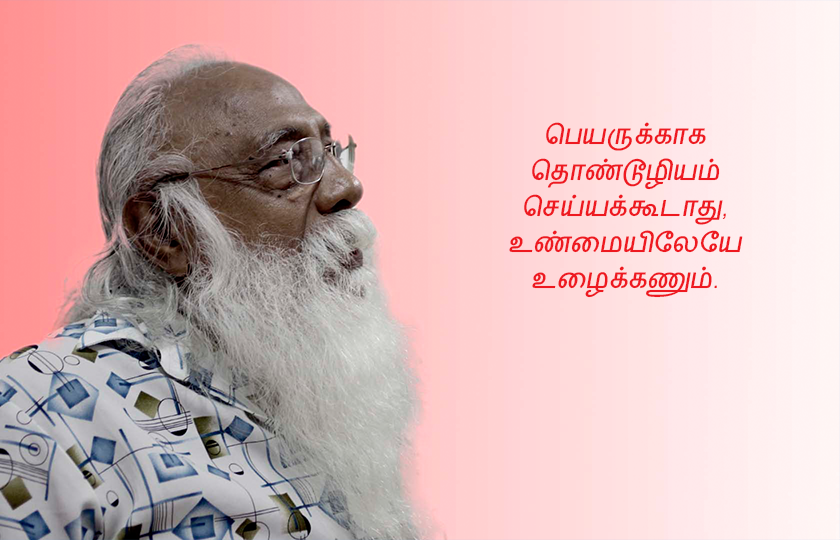 பெயருக்காக
தொண்டூழியம்
செய்யக்கூடாது,
உண்மையிலேயே
உழைக்கணும்.